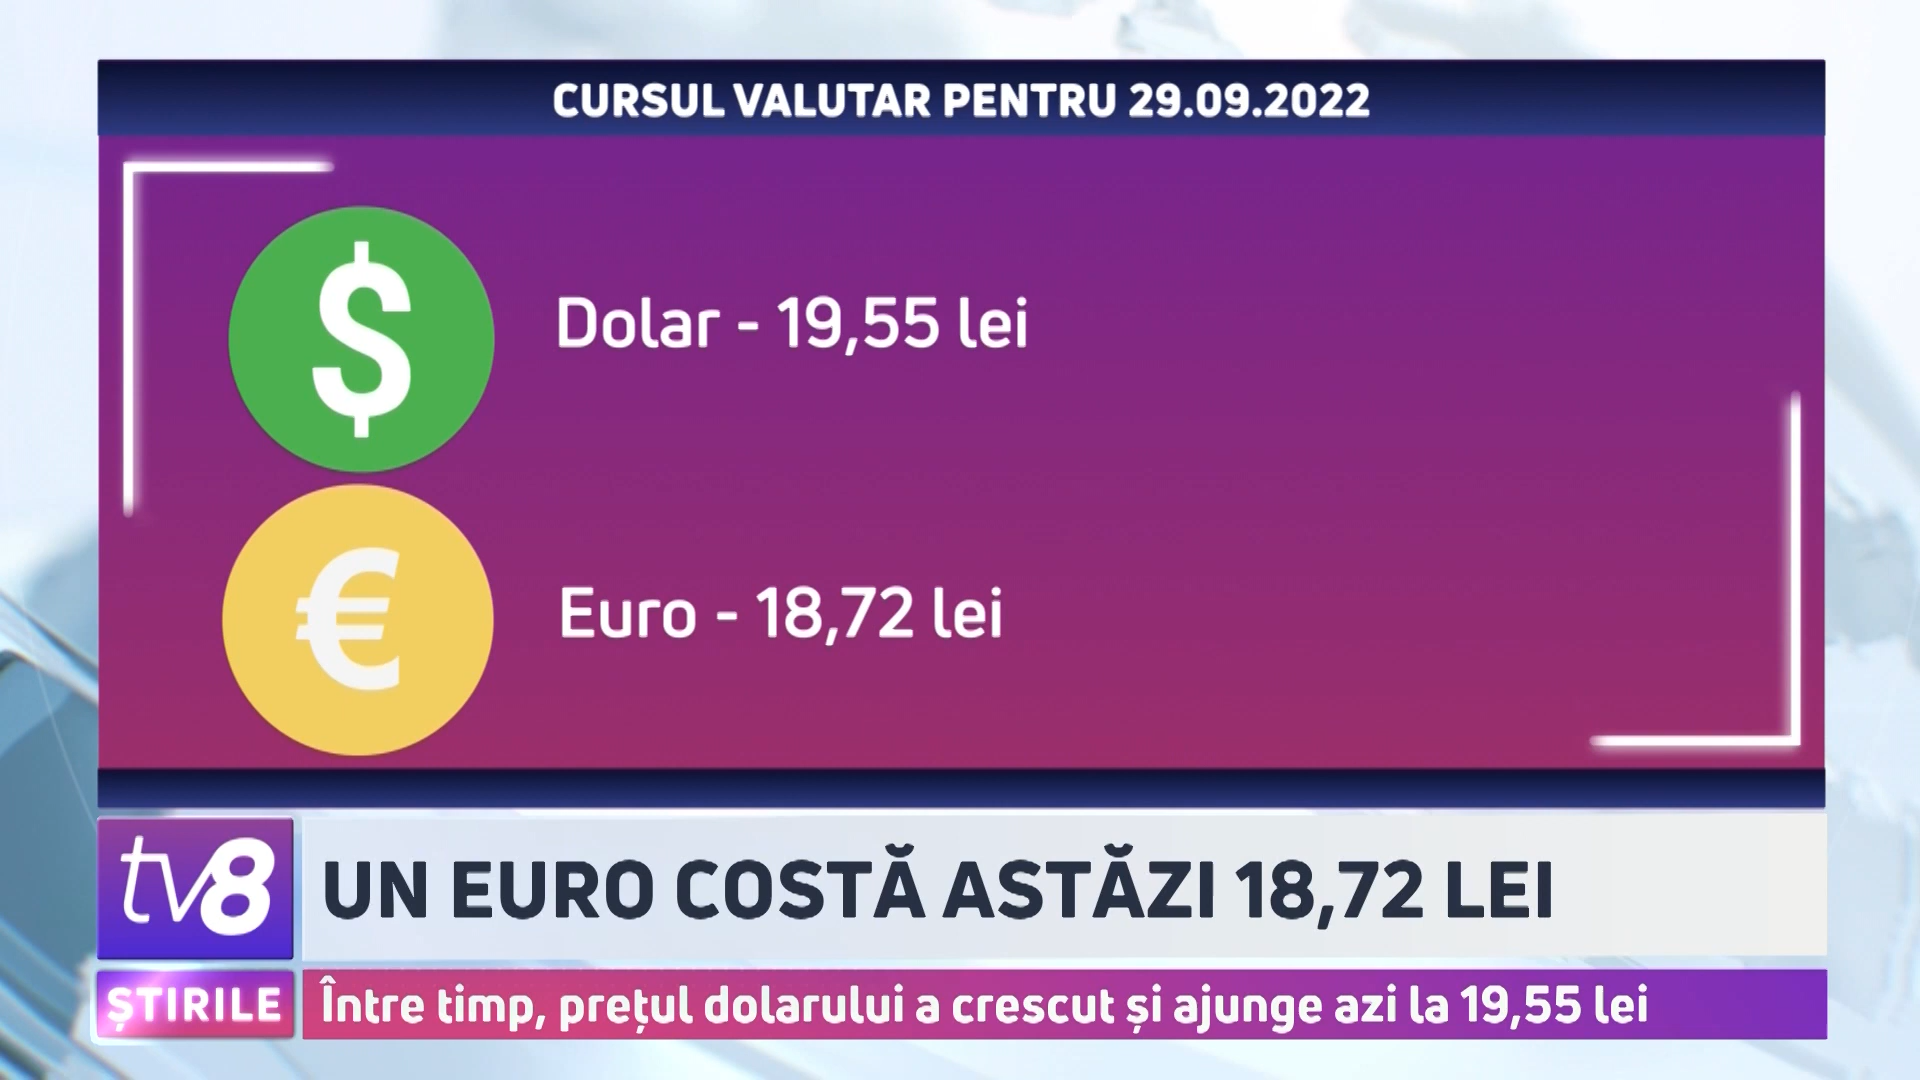 CURSUL VALUTAR PENTRU 29.09.2022
$
Dolar - 19,55 lei
€
Euro - 18,72 lei
tv8
UN EURO COSTĂ ASTĂZI 18,72 LEI
ȘTIRILE
Între timp, prețul dolarului a crescut și ajunge azi la 19,55 lei